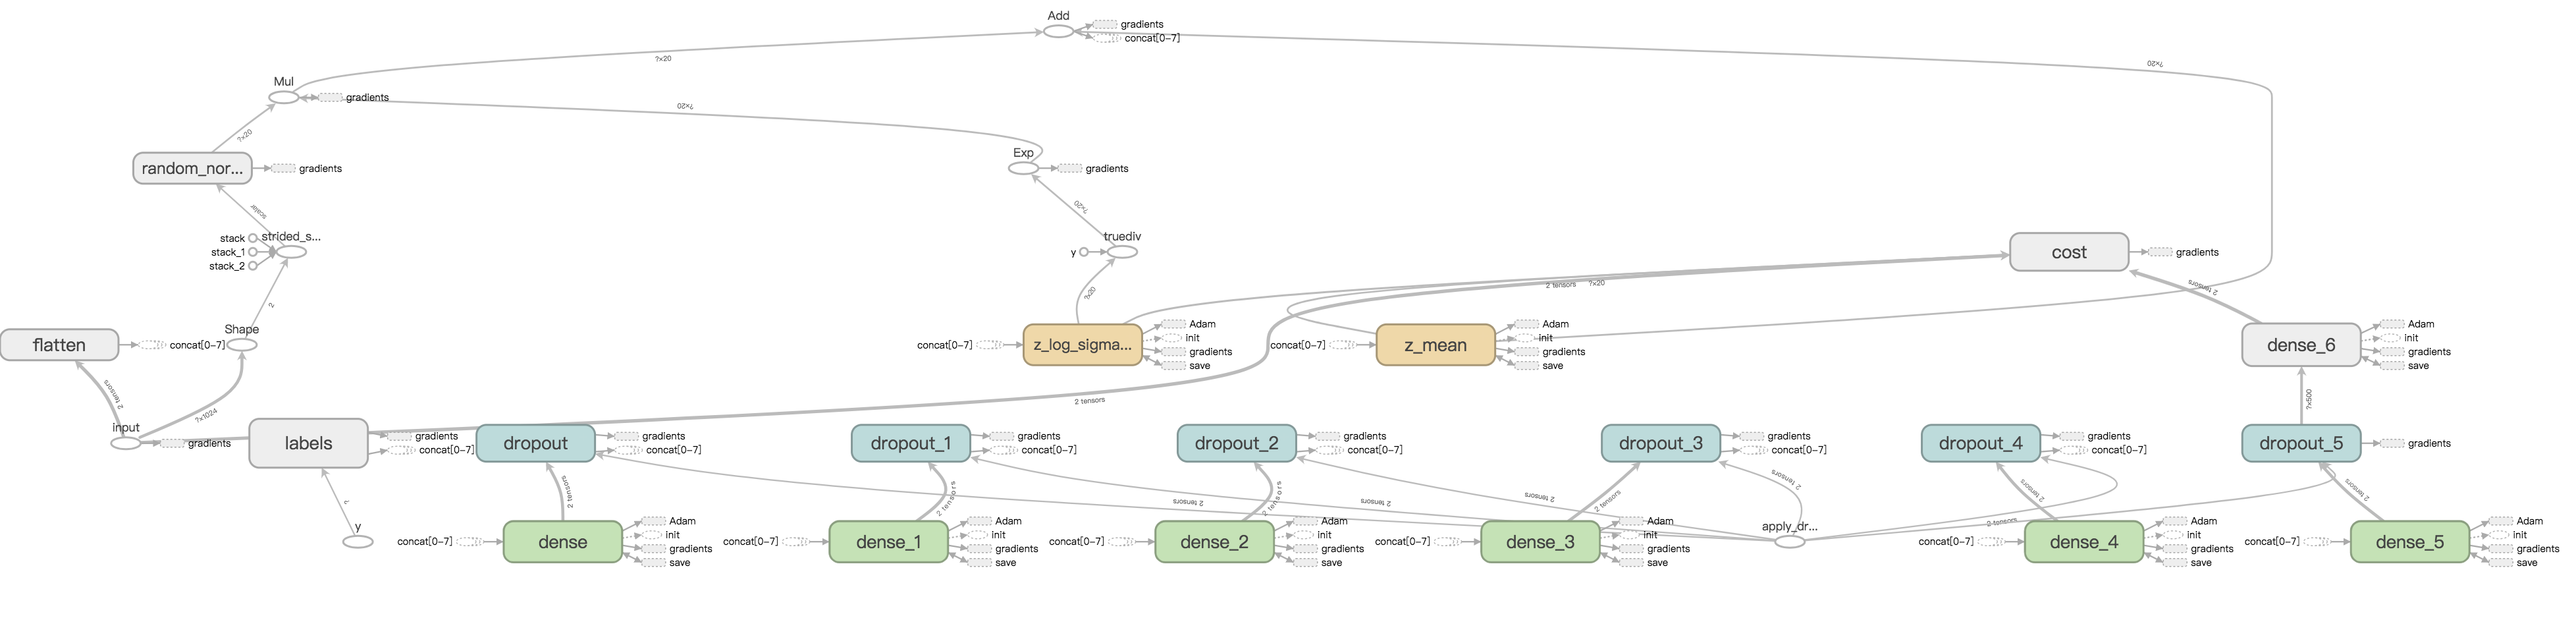 Add
gradients
concat[0-7]
?×20
?×20
Mul
gradients
?×20
?×20
random_nor...
gradients
Exp
gradients
scalar
?×20
stack
stack_1
stack_2
strided_s...
y
truediv
cost
gradients
2
?×20
2 tensors
?×20
2 tensors
flatten
concat[0-7]
Shape
concat[0-7]
z_log_sigma...
Adam
init
gradients
save
concat[0-7]
z_mean
Adam
init
gradients
save
dense_6
Adam
init
gradients
save
2 tensors
?×1024
2 tensors
?×500
input
gradients
labels
gradients
concat[0-7]
dropout
gradients
concat[0-7]
dropout_1
gradients
concat[0-7]
dropout_2
gradients
concat[0-7]
dropout_3
gradients
concat[0-7]
dropout_4
gradients
concat[0-7]
dropout_5
gradients
?
2 tensors
2 tensors
2 tensors
2 tensors
2 tensors
2 tensors
2 tensors
2 tensors
2 tensors
2 tensors
2 tensors
y
concat[0-7]
dense
Adam
init
gradients
save
concat[0-7]
dense_1
Adam
init
gradients
save
concat[0-7]
dense_2
Adam
init
gradients
save
concat[0-7]
dense_3
Adam
init
gradients
save
apply_dr...
concat[0-7]
dense_4
Adam
init
gradients
save
concat[0-7]
dense_5
Adam
init
gradients
save